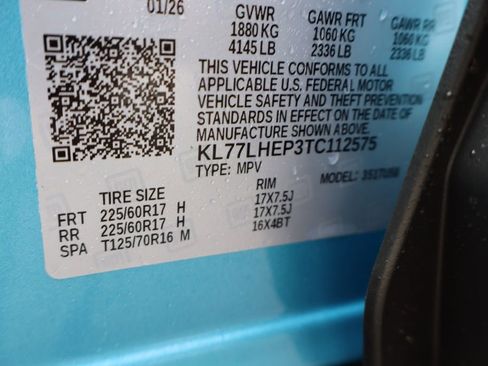 01/26 GVWR GAWR FRT GAWR RR
1880 KG 1060 KG 1060 KG
4145 LB 2336 LB 2336 LB
THIS VEHICLE CONFORMS TO ALL
APPLICABLE U.S. FEDERAL MOTOR
VEHICLE SAFETY AND THEFT PREVENTION
STANDARDS IN EFFECT ON THE DATE OF
MANUFACTURE SHOWN ABOVE.
KL77LHEP3TC112575
TYPE: MPV MODEL:
TIRE SIZE RIM
FRT 225/60R17 H 17X7.5J
RR 225/60R17 H 17X7.5J
SPA T125/70R16 M 16X4BT